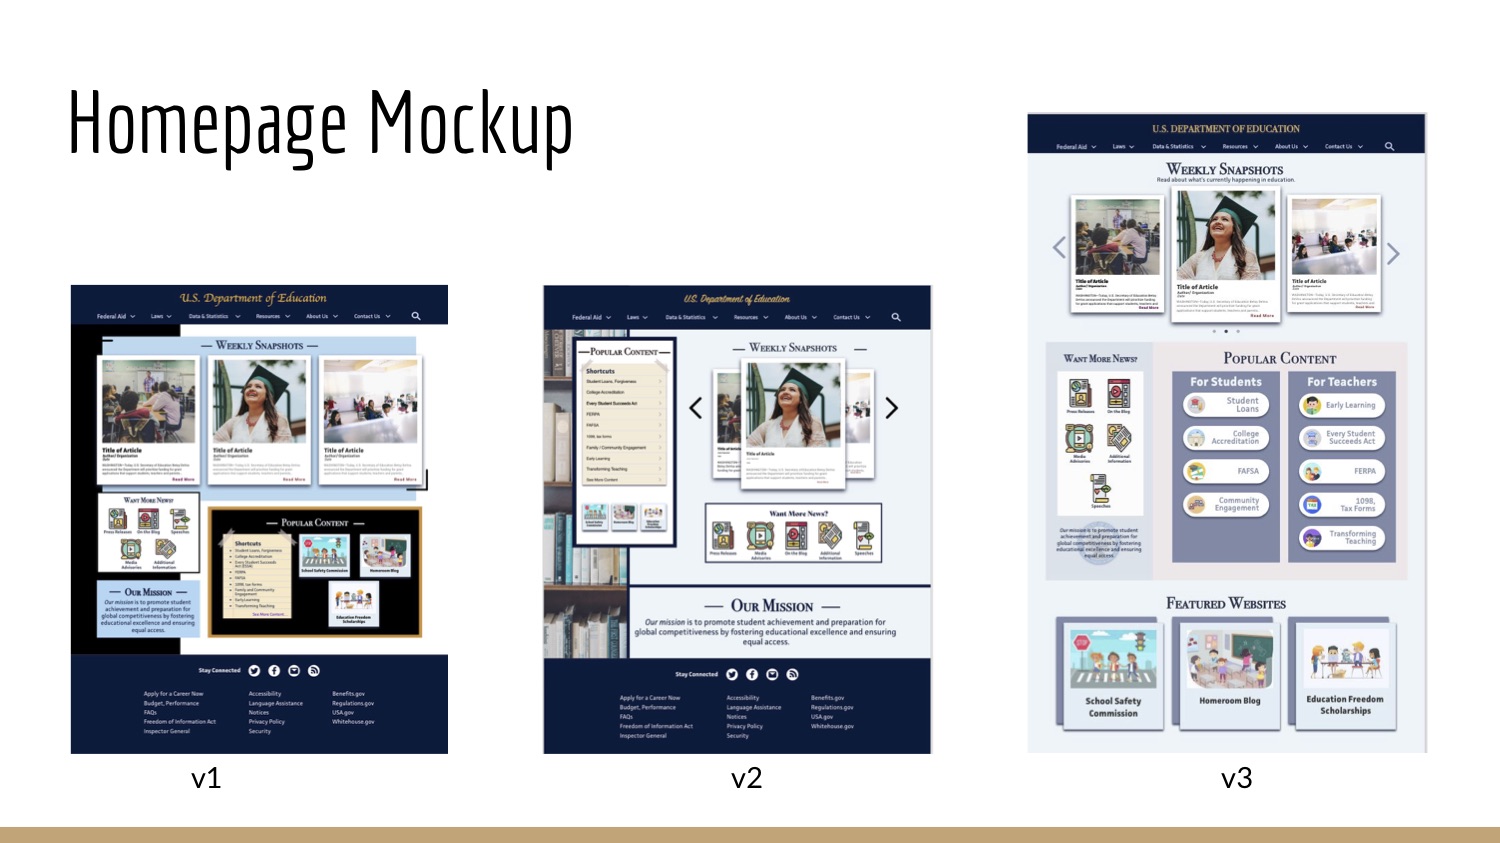 Homepage Mockup
U.S. Department of Education
Federal Aid Laws Data & Statistics Resources About Us Contact Us
— WEEKLY SNAPSHOTS —
Title of Article Title of Article Title of Article
Author/ Organization Author/ Organization Author/ Organization
Date Date Date
Read More Read More Read More
WANT MORE NEWS?
Press Releases On the Blog Speeches
Media Advisories Additional Information
OUR MISSION
Our mission is to promote student
achievement and preparation for
global competitiveness by fostering
educational excellence and ensuring
equal access.
— POPULAR CONTENT —
Shortcuts
Student Loans, Forgiveness
College Accreditation
Every Student Succeeds
Act (ESSA)
FERPA
FAFSA
1098 tax forms
Family and Community
Engagement
Early Learning
Transforming Teaching
See More Content...
School Safety Commission Homeroom Blog
Education Freedom
Scholarships
Stay Connected
Apply for a Career Now Accessibility Benefits.gov
Budget, Performance Language Assistance Regulations.gov
FAQs Notices USA.gov
Freedom of Information Act Privacy Policy Whitehouse.gov
Inspector General Security
v1
U.S. Department of Education
Federal Aid Laws Data & Statistics Resources About Us Contact Us
—POPULAR CONTENT—
Shortcuts
Student Loans, Forgiveness
College Accreditation
Every Student Succeeds Act
FERPA
FAFSA
1098, tax forms
Family / Community Engagement
Early Learning
Transforming Teaching
See More Content
— WEEKLY SNAPSHOTS —
Title of Article
Want More News?
Press Releases Media Advisories On the Blog Additional Information Speeches
— OUR MISSION —
Our mission is to promote student achievement and preparation for
global competitiveness by fostering educational excellence and ensuring
equal access.
Stay Connected
Apply for a Career Now Accessibility Benefits.gov
Budget, Performance Language Assistance Regulations.gov
FAQs Notices USA.gov
Freedom of Information Act Privacy Policy Whitehouse.gov
Inspector General Security
v2
U.S. DEPARTMENT OF EDUCATION
Federal Aid Laws Data & Statistics Resources About Us Contact Us
WEEKLY SNAPSHOTS
Read about what's currently happening in education.
Title of Article Title of Article Title of Article
Author/ Organization Author/ Organization Author/ Organization
Date Date Date
Read More Read More Read More
WANT MORE NEWS?
Press Releases On the Blog
Media Advisories Additional Information
Speeches
Our mission is to promote student
achievement and preparation for
global competitiveness by fostering
educational excellence and ensuring
equal access.
POPULAR CONTENT
For Students
Student
Loans
College
Accreditation
FAFSA
Community
Engagement
For Teachers
Early Learning
Every Student
Succeeds Act
FERPA
1098,
Tax Forms
Transforming
Teaching
FEATURED WEBSITES
School Safety
Commission
Homeroom Blog
Education Freedom
Scholarships
v3